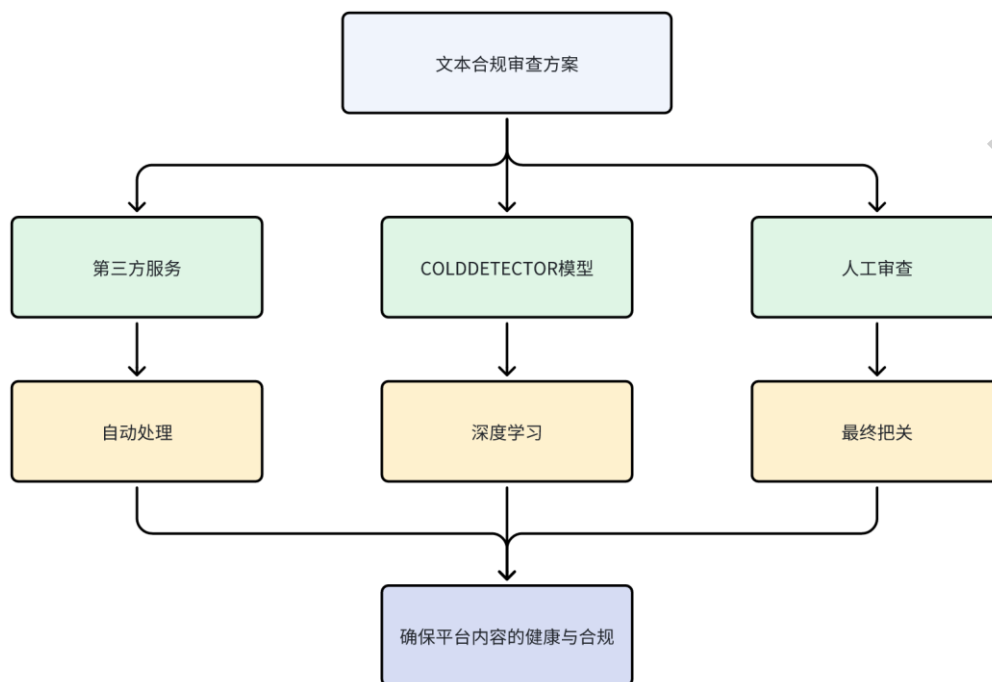 文本合规审查方案
第三方服务
COLDDETECTOR模型
人工审查
自动处理
深度学习
最终把关
确保平台内容的健康与合规